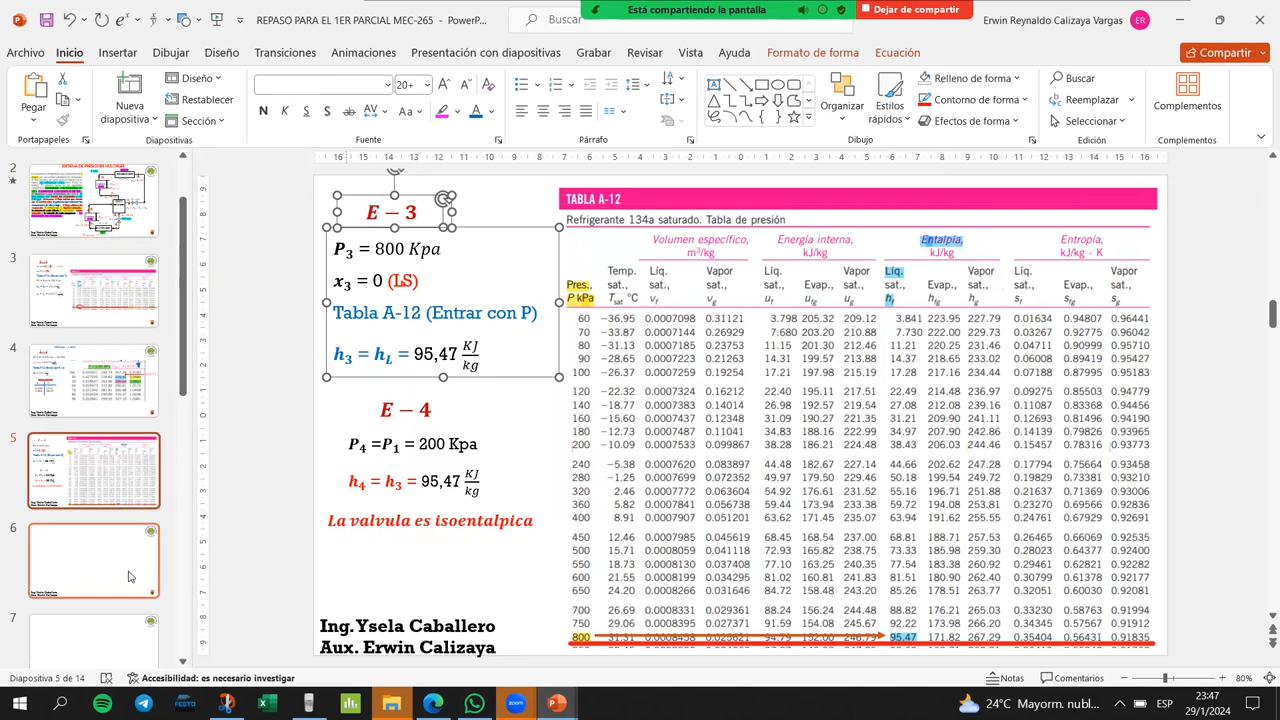 REPASO PARA EL 1ER PARCIAL MEC-265 - PowerP...
Buscar
Está compartiendo la pantalla
Dejar de compartir
Erwin Reynaldo Calizaya Vargas
ER
Archivo Inicio Insertar Dibujar Diseño Transiciones Animaciones Presentación con diapositivas Grabar Revisar Vista Ayuda Formato de forma Ecuación
Compartir
Pegar
Nueva diapositiva
Diseño
Restablecer
Sección
20+
Organizar
Estilos rápidos
Relleno de forma
Contorno de forma
Efectos de forma
Buscar
Reemplazar
Seleccionar
Complementos
Portapapeles
Diapositivas
Fuente
Párrafo
Dibujo
Edición
Complementos
E − 3
P3 = 800 Kpa
x3 = 0 (LS)
Tabla A-12 (Entrar con P)
h3 = hL = 95,47 KJ/kg
E − 4
P4 =P1 = 200 Kpa
h4 = h3 = 95,47 KJ/kg
La valvula es isoentalpica
Ing.Ysela Caballero
Aux. Erwin Calizaya
TABLA A-12
Refrigerante 134a saturado. Tabla de presión
Volumen específico, m³/kg
Energía interna, kJ/kg
Entalpía, kJ/kg
Entropía, kJ/kg · K
Pres., P kPa
Temp. sat., Tsat °C
Líq. sat., vf
Vapor sat., vg
Líq. sat., uf
Evap., ufg
Vapor sat., ug
Líq. sat., hf
Evap., hfg
Vapor sat., hg
Líq. sat., sf
Evap., sfg
Vapor sat., sg
60 −36.95 0.0007098 0.31121 3.798 205.32 209.12 3.841 223.95 227.79 0.01634 0.94807 0.96441
70 −33.87 0.0007144 0.26929 7.680 203.20 210.88 7.730 222.00 229.73 0.03267 0.92775 0.96042
80 −31.13 0.0007185 0.23753 11.15 201.30 212.46 11.21 220.25 231.46 0.04711 0.90999 0.95710
90 −28.65 0.0007223 0.21263 14.31 199.57 213.88 14.37 218.65 233.02 0.06008 0.89419 0.95427
100 −26.37 0.0007259 0.19254 17.21 197.98 215.19 17.28 217.16 234.44 0.07188 0.87995 0.95183
120 −22.32 0.0007324 0.16212 22.40 195.11 217.51 22.49 214.48 236.97 0.09275 0.85503 0.94779
140 −18.77 0.0007383 0.14014 26.98 192.57 219.54 27.08 212.08 239.16 0.11087 0.83368 0.94456
160 −15.60 0.0007437 0.12348 31.09 190.27 221.35 31.21 209.90 241.11 0.12693 0.81496 0.94190
180 −12.73 0.0007487 0.11041 34.83 188.16 222.99 34.97 207.90 242.86 0.14139 0.79826 0.93965
200 −10.09 0.0007533 0.099867 38.28 186.21 224.48 38.43 206.03 244.46 0.15457 0.78316 0.93773
240 −5.38 0.0007620 0.083897 44.48 182.67 227.14 44.66 202.62 247.28 0.17794 0.75664 0.93458
280 −1.25 0.0007699 0.072352 49.97 179.50 229.46 50.18 199.54 249.72 0.19829 0.73381 0.93210
320 2.46 0.0007772 0.063604 54.92 176.61 231.52 55.16 196.71 251.88 0.21637 0.71369 0.93006
360 5.82 0.0007841 0.056738 59.44 173.94 233.38 59.72 194.08 253.81 0.23270 0.69566 0.92836
400 8.91 0.0007907 0.051201 63.62 171.45 235.07 63.94 191.62 255.55 0.24761 0.67929 0.92691
450 12.46 0.0007985 0.045619 68.45 168.54 237.00 68.81 188.71 257.53 0.26465 0.66069 0.92535
500 15.71 0.0008059 0.041118 72.93 165.82 238.75 73.33 185.98 259.30 0.28023 0.64377 0.92400
550 18.73 0.0008130 0.037408 77.10 163.25 240.35 77.54 183.38 260.92 0.29461 0.62821 0.92282
600 21.55 0.0008199 0.034295 81.02 160.81 241.83 81.51 180.90 262.40 0.30799 0.61378 0.92177
650 24.20 0.0008266 0.031646 84.72 158.48 243.20 85.26 178.51 263.77 0.32051 0.60030 0.92081
700 26.69 0.0008331 0.029361 88.24 156.24 244.48 88.82 176.21 265.03 0.33230 0.58763 0.91994
750 29.06 0.0008395 0.027371 91.59 154.08 245.67 92.22 173.98 266.20 0.34345 0.57567 0.91912
800 31.31 0.0008458 0.025621 94.79 152.00 246.79 95.47 171.82 267.29 0.35404 0.56431 0.91835
Diapositiva 5 de 14
Accesibilidad: es necesario investigar
Notas
Comentarios
80%
24°C Mayorm. nubl...
ESP
23:47
29/1/2024